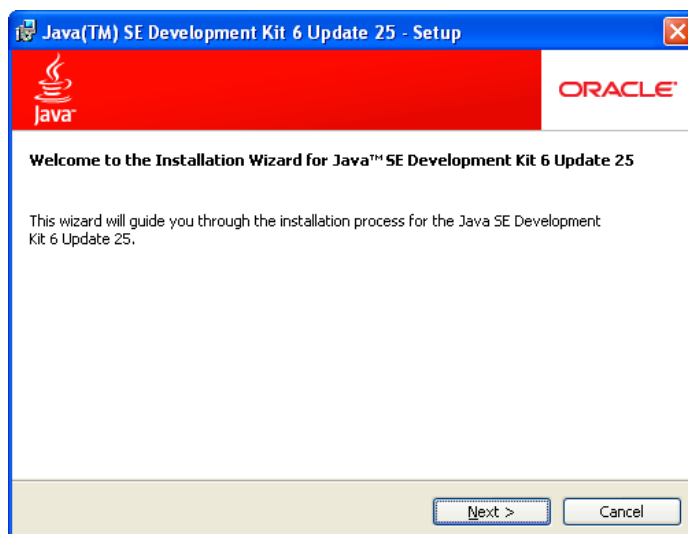 Java(TM) SE Development Kit 6 Update 25 - Setup
Java™
ORACLE®
Welcome to the Installation Wizard for Java™ SE Development Kit 6 Update 25
This wizard will guide you through the installation process for the Java SE Development
Kit 6 Update 25.
Next >
Cancel